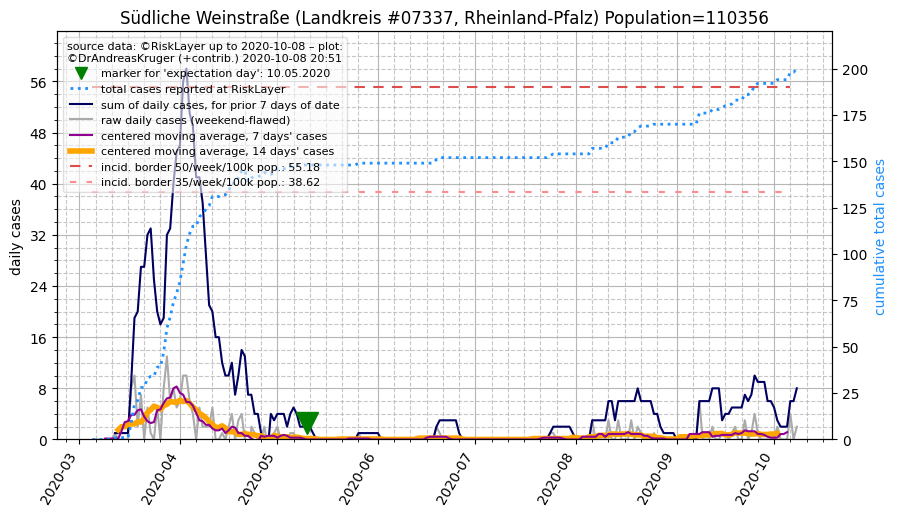 Südliche Weinstraße (Landkreis #07337, Rheinland-Pfalz) Population=110356
source data: ©RiskLayer up to 2020-10-08 – plot:
©DrAndreasKruger (+contrib.) 2020-10-08 20:51
marker for 'expectation day': 10.05.2020
total cases reported at RiskLayer
sum of daily cases, for prior 7 days of date
raw daily cases (weekend-flawed)
centered moving average, 7 days' cases
centered moving average, 14 days' cases
incid. border 50/week/100k pop.: 55.18
incid. border 35/week/100k pop.: 38.62
daily cases
56
48
40
32
24
16
8
0
cumulative total cases
200
175
150
125
100
75
50
25
0
2020-03
2020-04
2020-05
2020-06
2020-07
2020-08
2020-09
2020-10